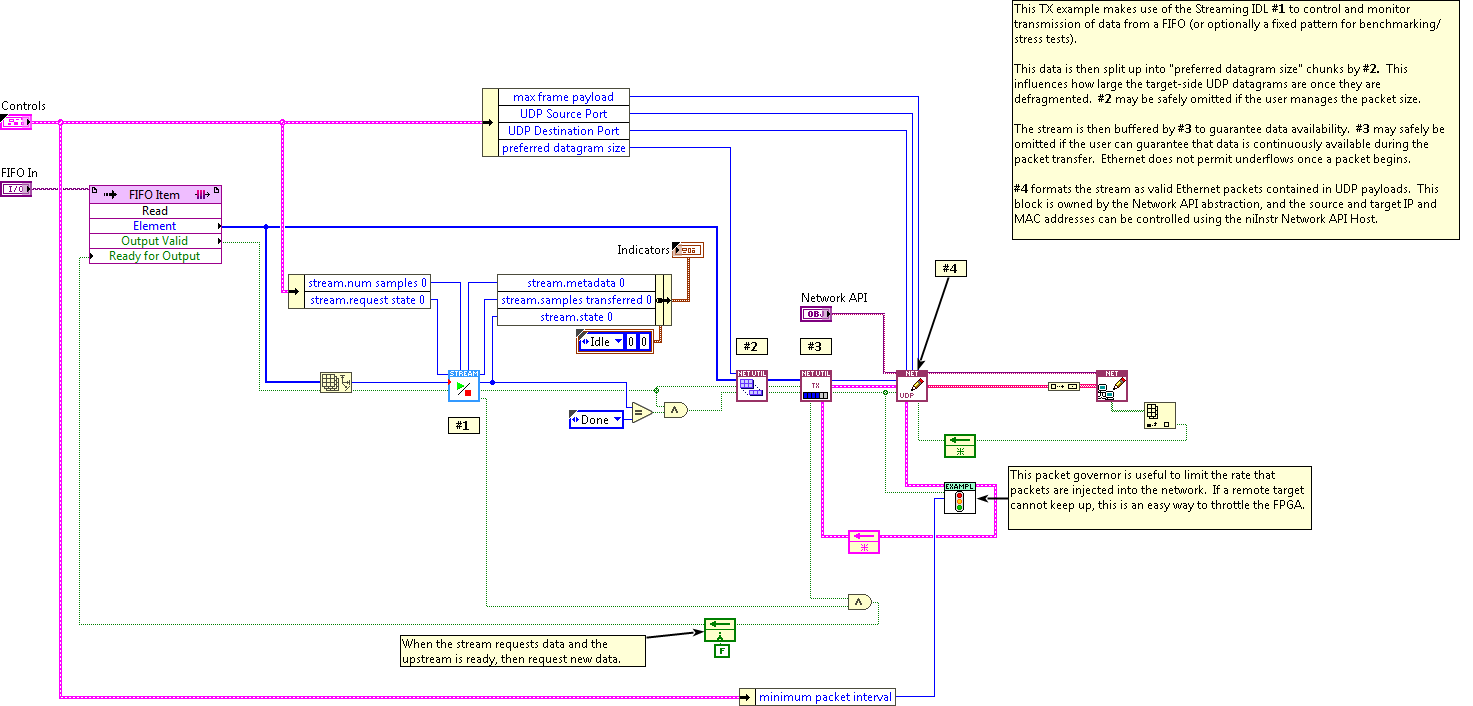 This TX example makes use of the Streaming IDL #1 to control and monitor
transmission of data from a FIFO (or optionally a fixed pattern for benchmarking/
stress tests).
This data is then split up into "preferred datagram size" chunks by #2. This
influences how large the target-side UDP datagrams are once they are
defragmented. #2 may be safely omitted if the user manages the packet size.
The stream is then buffered by #3 to guarantee data availability. #3 may safely be
omitted if the user can guarantee that data is continuously available during the
packet transfer. Ethernet does not permit underflows once a packet begins.
#4 formats the stream as valid Ethernet packets contained in UDP payloads. This
block is owned by the Network API abstraction, and the source and target IP and
MAC addresses can be controlled using the niInstr Network API Host.
Controls
max frame payload
UDP Source Port
UDP Destination Port
preferred datagram size
FIFO In
I/O
FIFO Item
Read
Element
Output Valid
Ready for Output
Indicators
stream.num samples 0
stream.request state 0
stream.metadata 0
stream.samples transferred 0
stream.state 0
Idle
0
0
#4
Network API
OBJ
#2
#3
STREAM
NET UTIL
NET UTIL
TX
NET
UDP
NET
#1
Done
=
∧
EXAMPL
This packet governor is useful to limit the rate that
packets are injected into the network. If a remote target
cannot keep up, this is an easy way to throttle the FPGA.
∧
F
When the stream requests data and the
upstream is ready, then request new data.
minimum packet interval